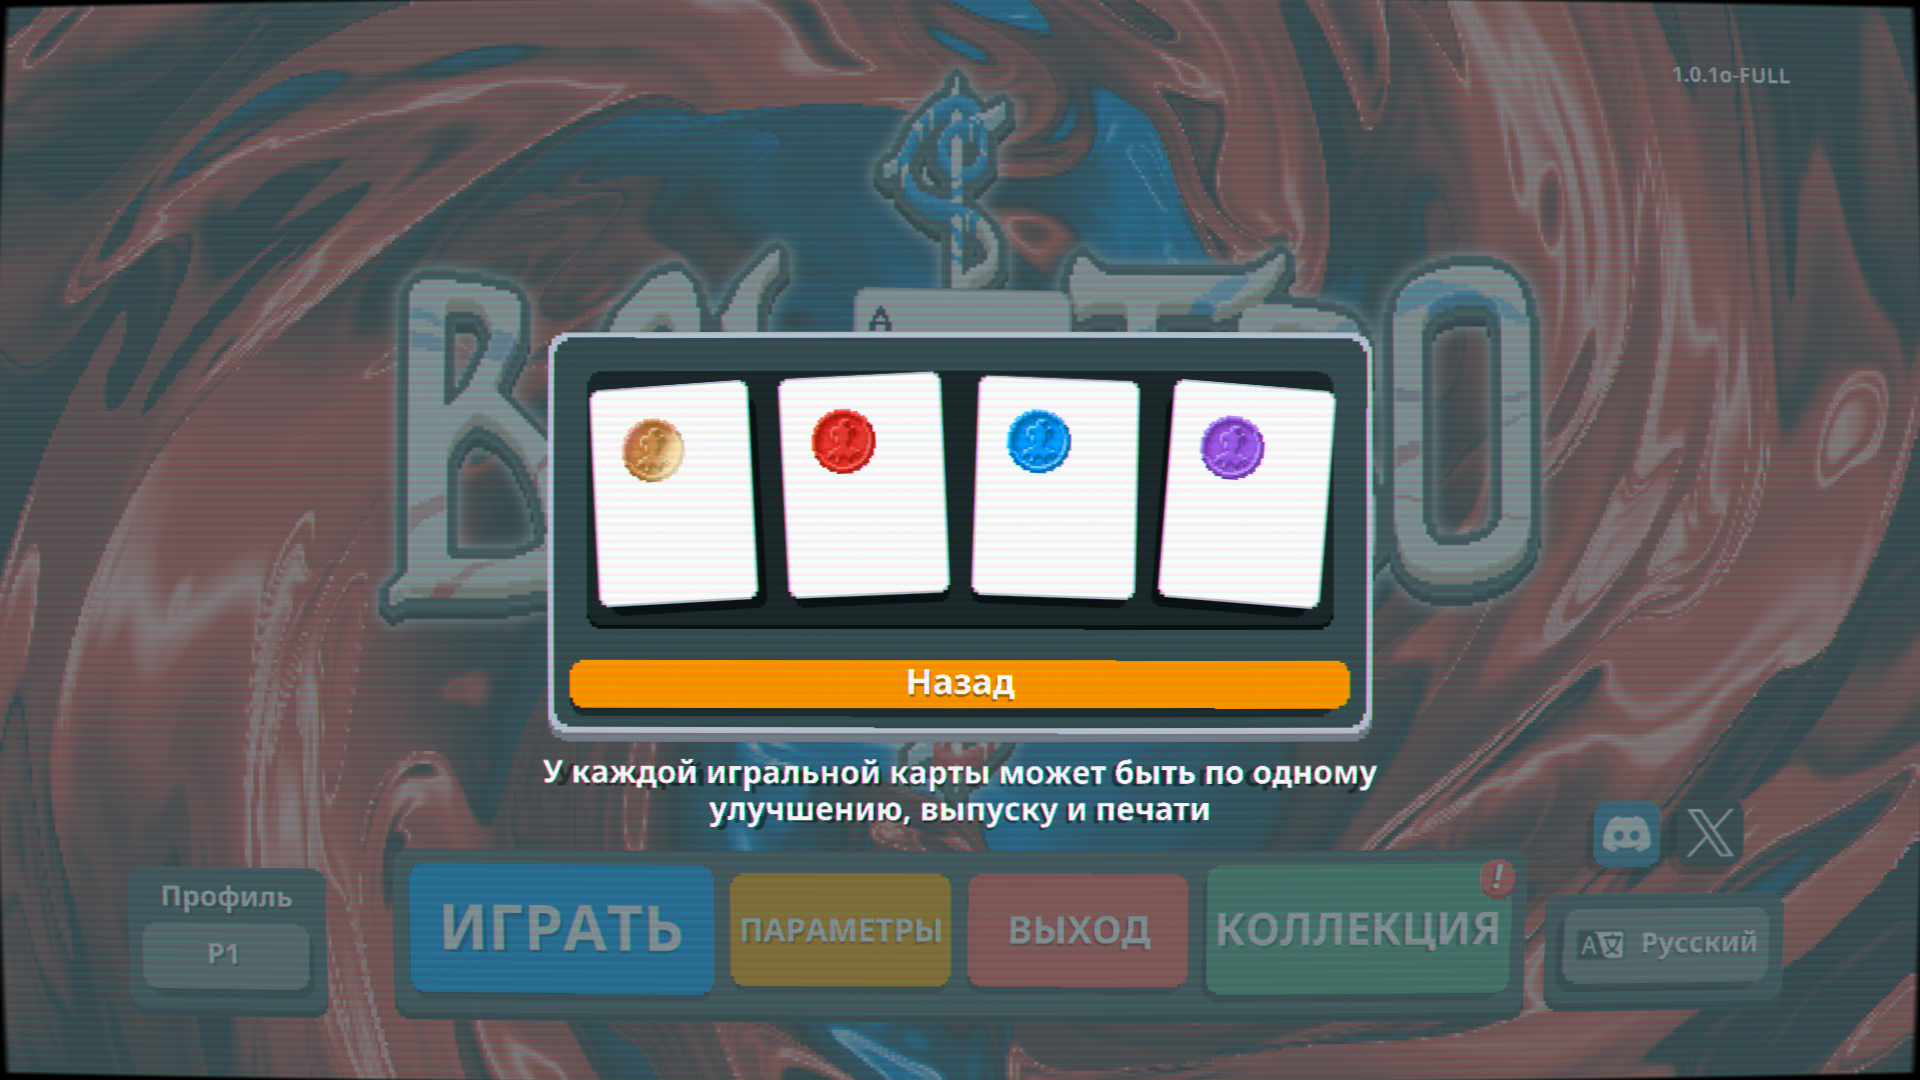 1.0.1o-FULL
A
Назад
У каждой игральной карты может быть по одному
улучшению, выпуску и печати
Профиль
P1
ИГРАТЬ
ПАРАМЕТРЫ
ВЫХОД
КОЛЛЕКЦИЯ
!
Русский